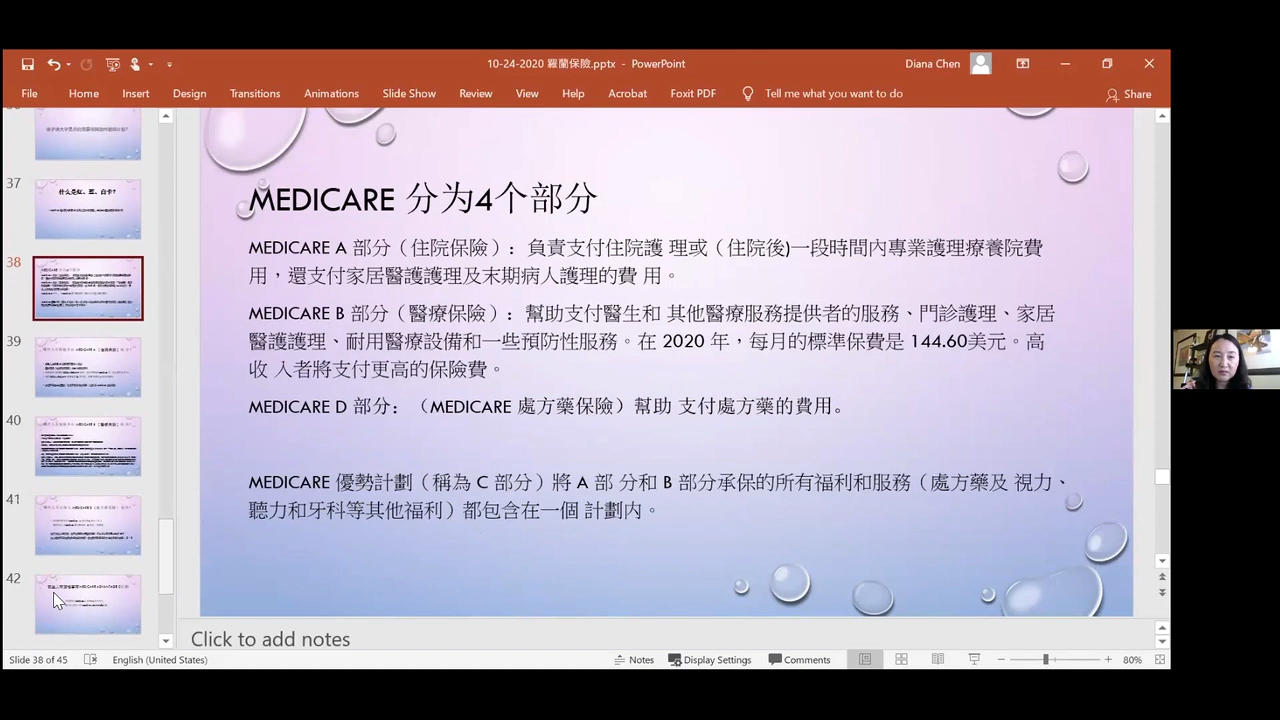 10-24-2020 羅蘭保險.pptx - PowerPoint
Diana Chen
File Home Insert Design Transitions Animations Slide Show Review View Help Acrobat Foxit PDF Tell me what you want to do Share
37
什么是红、蓝、白卡?
38
39
40
41
42
MEDICARE 分为4个部分
MEDICARE A 部分（住院保險）：負責支付住院護 理或（住院後)一段時間內專業護理療養院費
用，還支付家居醫護護理及末期病人護理的費 用。
MEDICARE B 部分（醫療保險）：幫助支付醫生和 其他醫療服務提供者的服務、門診護理、家居
醫護護理、耐用醫療設備和一些預防性服務。在 2020 年，每月的標準保費是 144.60美元。高
收 入者將支付更高的保險費。
MEDICARE D 部分：（MEDICARE 處方藥保險）幫助 支付處方藥的費用。
MEDICARE 優勢計劃（稱為 C 部分）將 A 部 分和 B 部分承保的所有福利和服務（處方藥及 視力、
聽力和牙科等其他福利）都包含在一個 計劃内。
Click to add notes
Slide 38 of 45 English (United States) Notes Display Settings Comments 80%